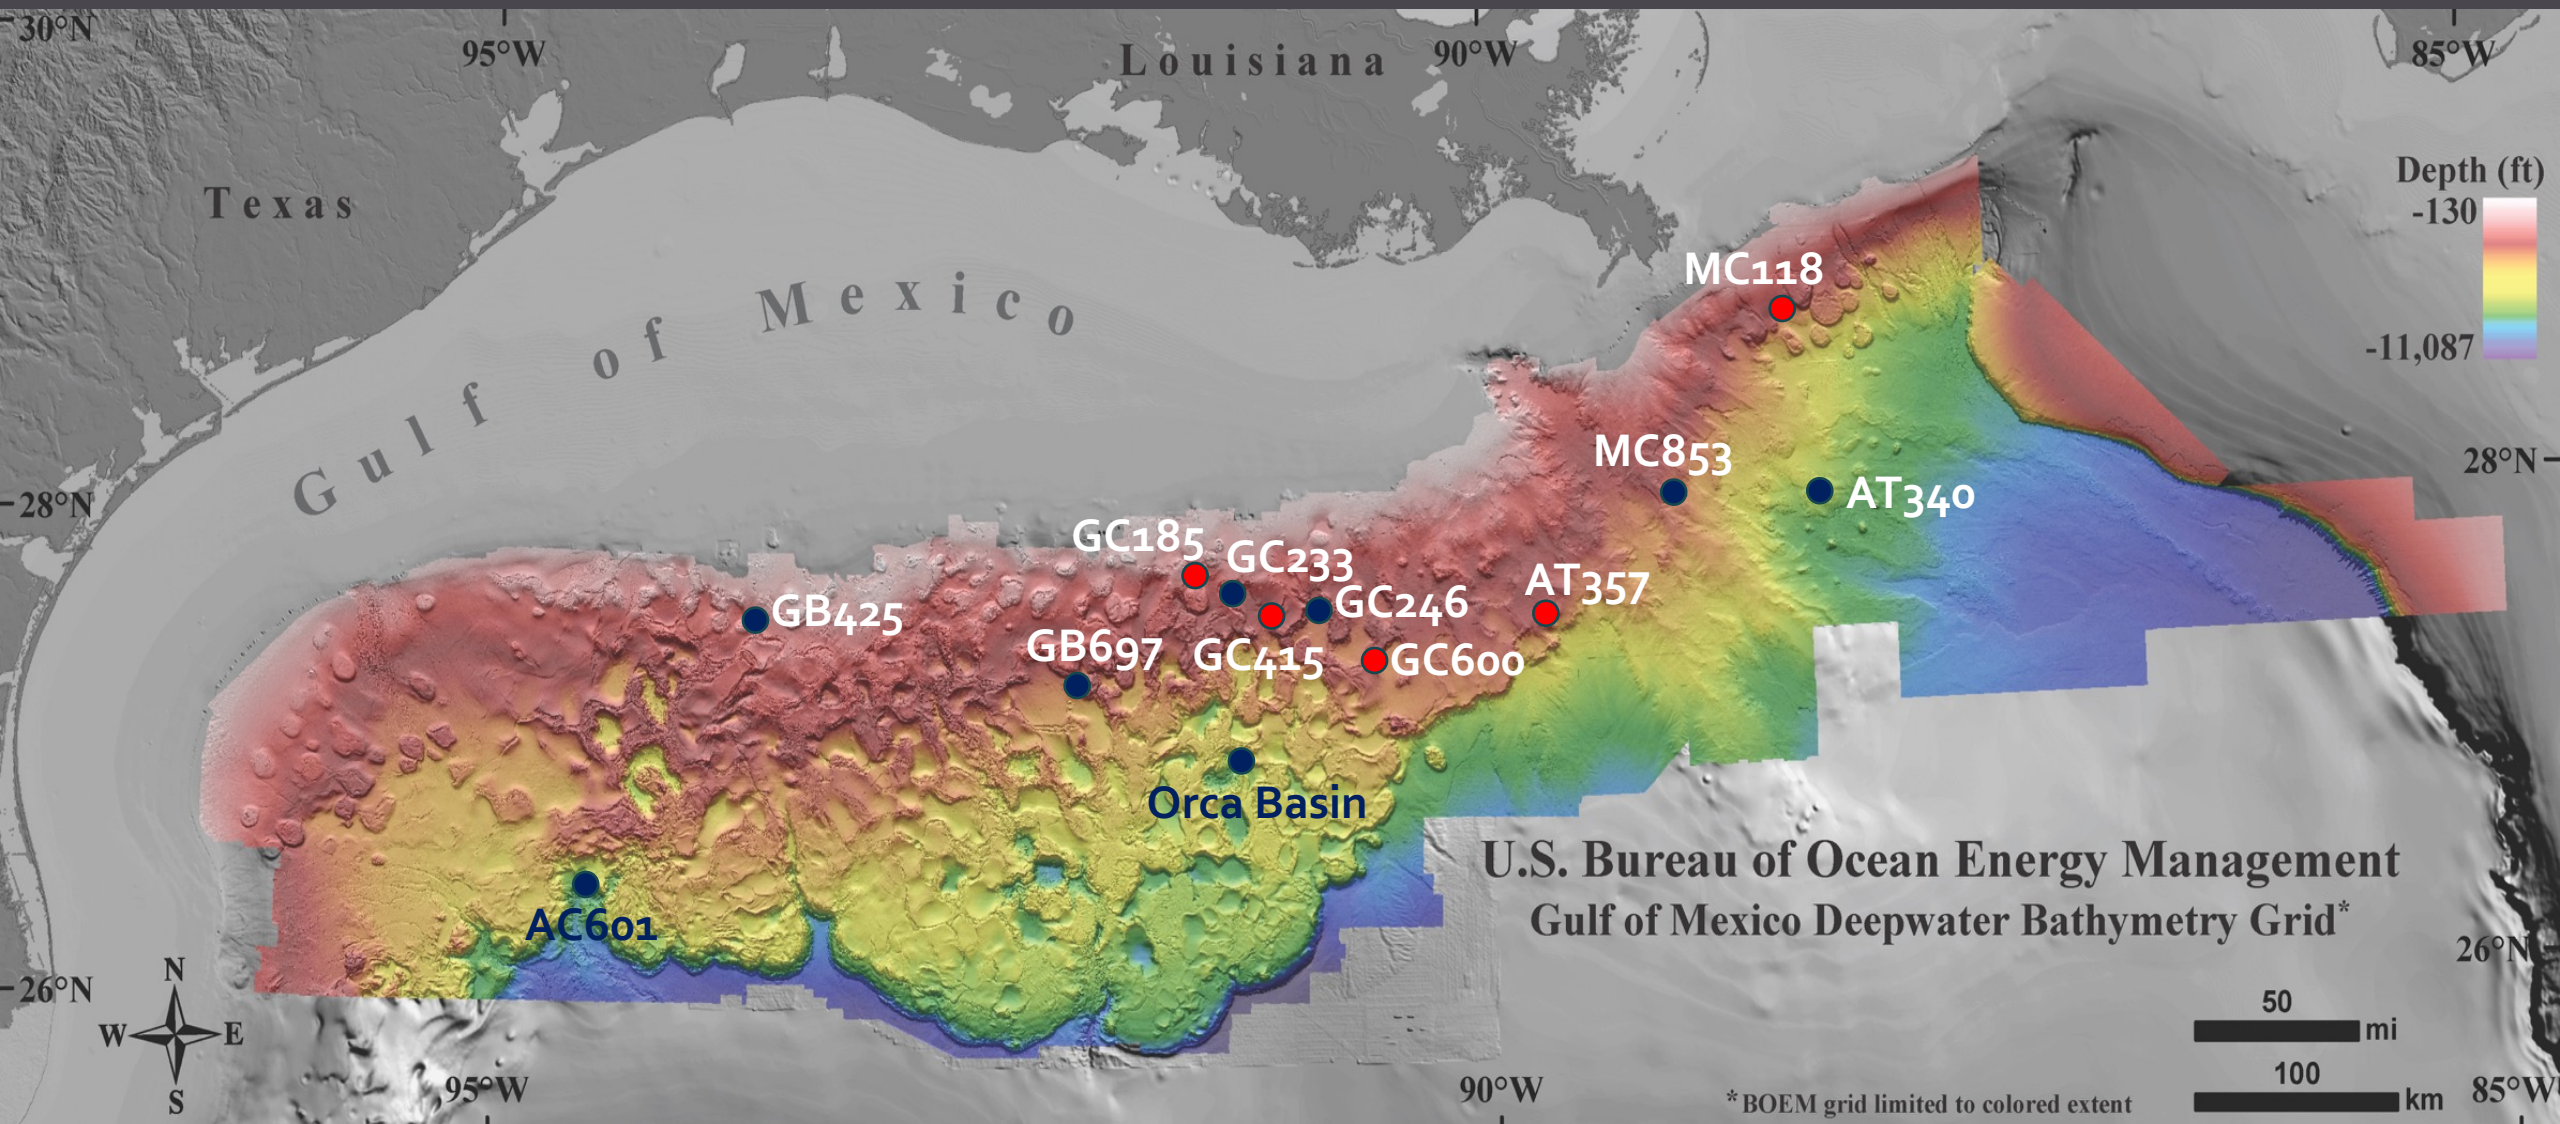 30°N
95°W
Louisiana
90°W
85°W
Texas
Depth (ft)
-130
-11,087
Gulf of Mexico
MC118
28°N
28°N
MC853
AT340
GC185
GC233
GC246
AT357
GB425
GB697
GC415
GC600
Orca Basin
AC601
U.S. Bureau of Ocean Energy Management
Gulf of Mexico Deepwater Bathymetry Grid*
26°N
26°N
N
W
E
S
50
mi
100
km
95°W
90°W
85°W
*BOEM grid limited to colored extent